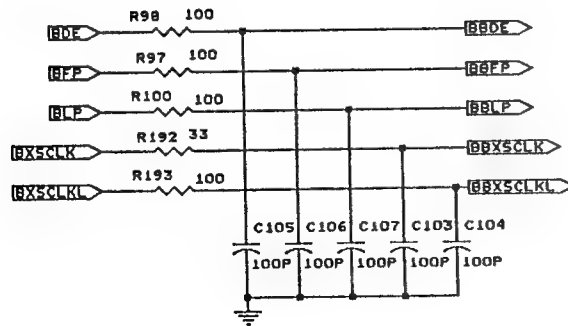 R98 100
BDE BBDE
R97 100
BFP BBFP
R100 100
BLP BBLP
R192 33
BXSCLK BBXSCLK
R193 100
BXSCLKL BBXSCLKL
C105 C106 C107 C103 C104
100P 100P 100P 100P 100P